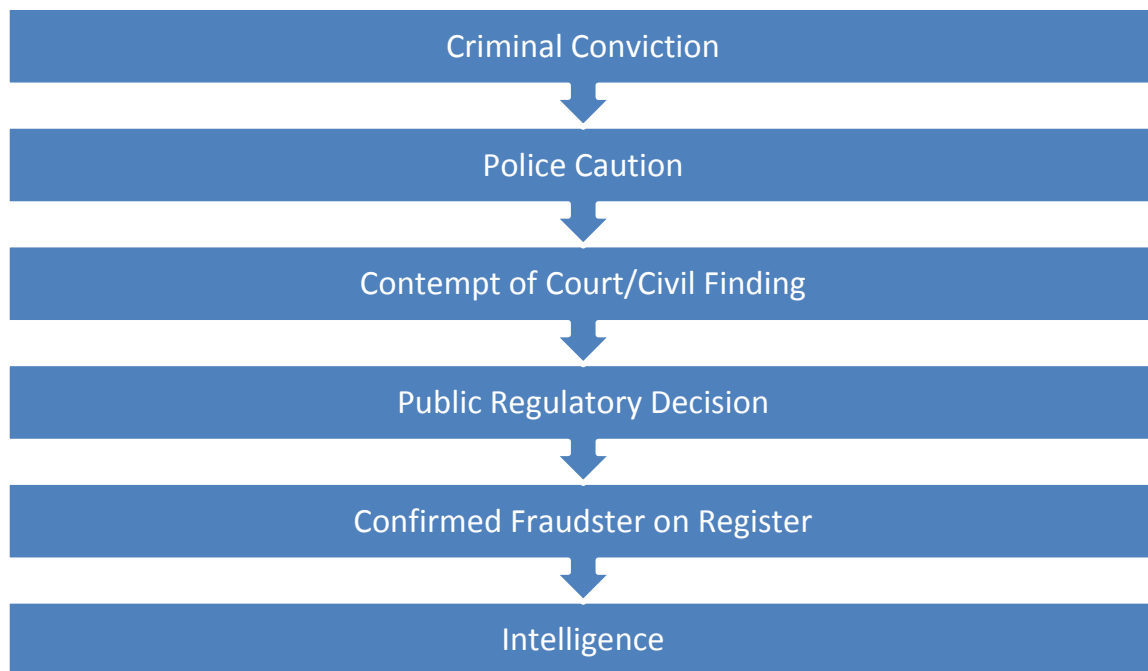 Criminal Conviction
Police Caution
Contempt of Court/Civil Finding
Public Regulatory Decision
Confirmed Fraudster on Register
Intelligence